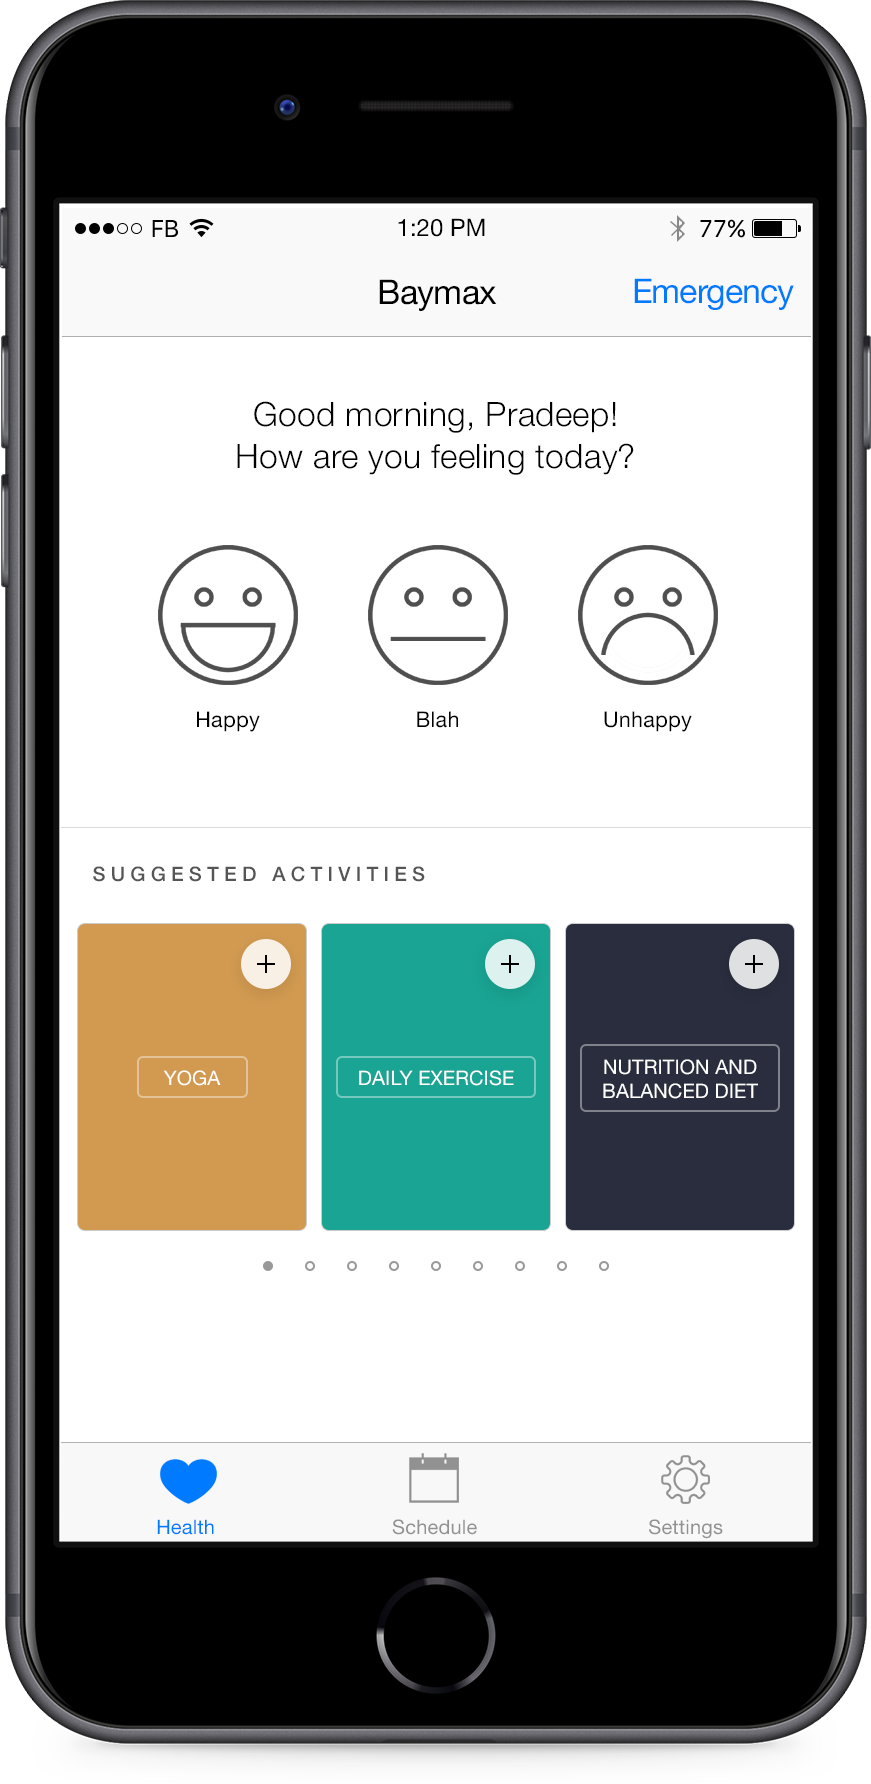 FB 1:20 PM 77%
Baymax Emergency
Good morning, Pradeep!
How are you feeling today?
Happy Blah Unhappy
SUGGESTED ACTIVITIES
YOGA
DAILY EXERCISE
NUTRITION AND
BALANCED DIET
Health Schedule Settings